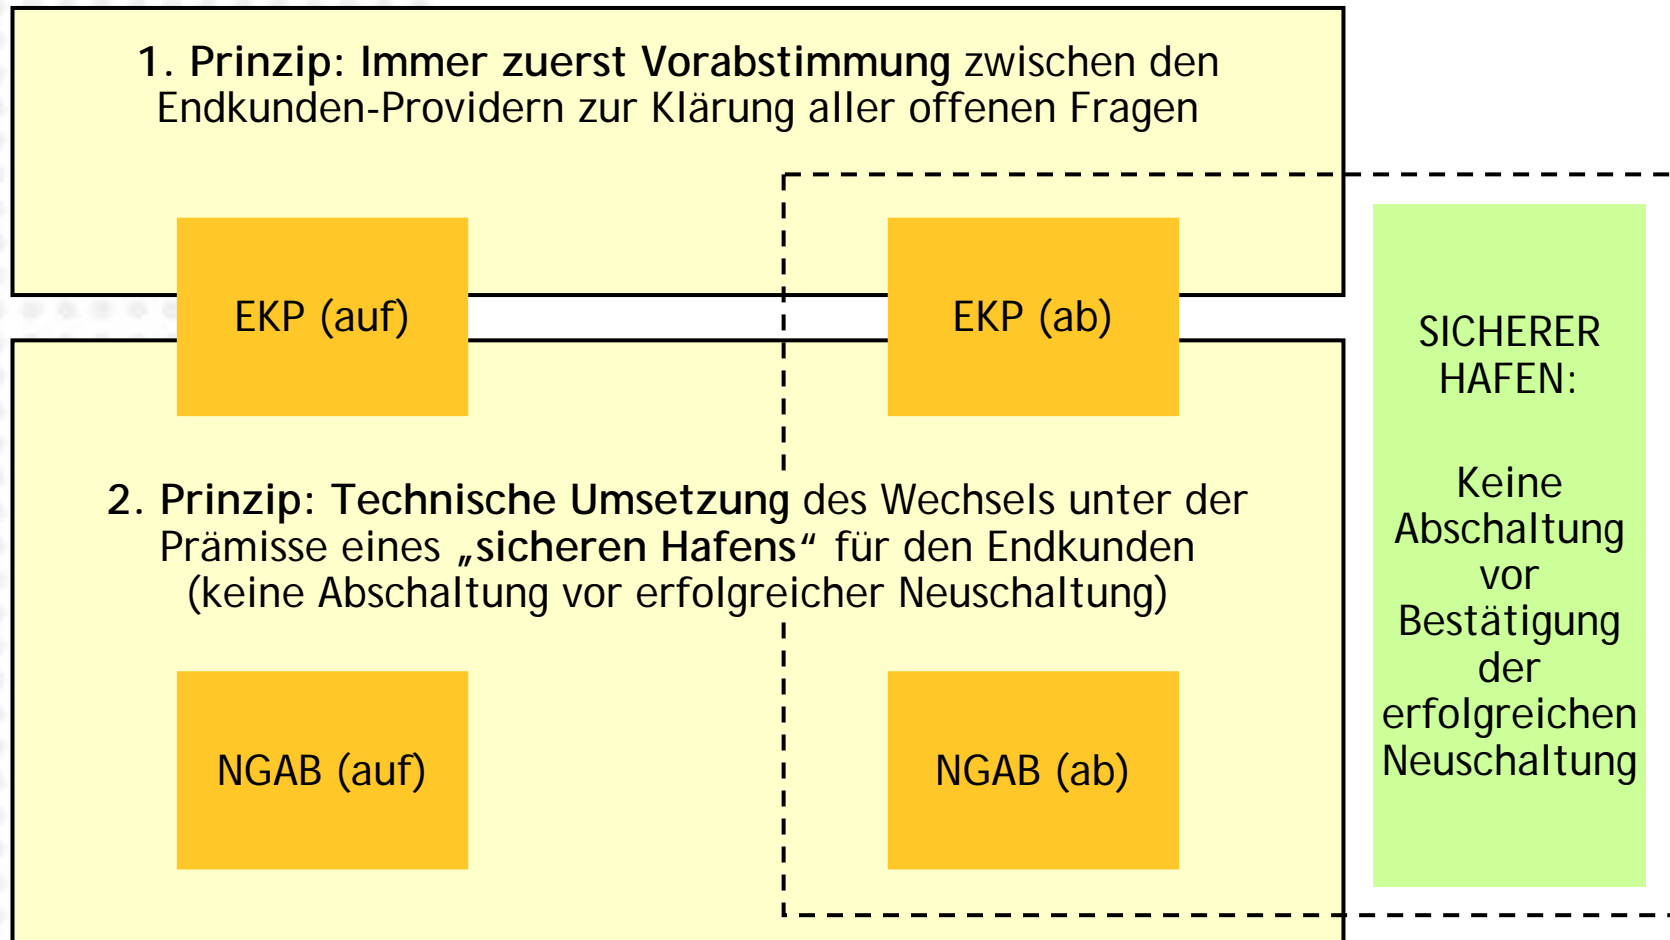 1. Prinzip: Immer zuerst Vorabstimmung zwischen den
Endkunden-Providern zur Klärung aller offenen Fragen
EKP (auf)
EKP (ab)
2. Prinzip: Technische Umsetzung des Wechsels unter der
Prämisse eines „sicheren Hafens“ für den Endkunden
(keine Abschaltung vor erfolgreicher Neuschaltung)
NGAB (auf)
NGAB (ab)
SICHERER
HAFEN:
Keine
Abschaltung
vor
Bestätigung
der
erfolgreichen
Neuschaltung